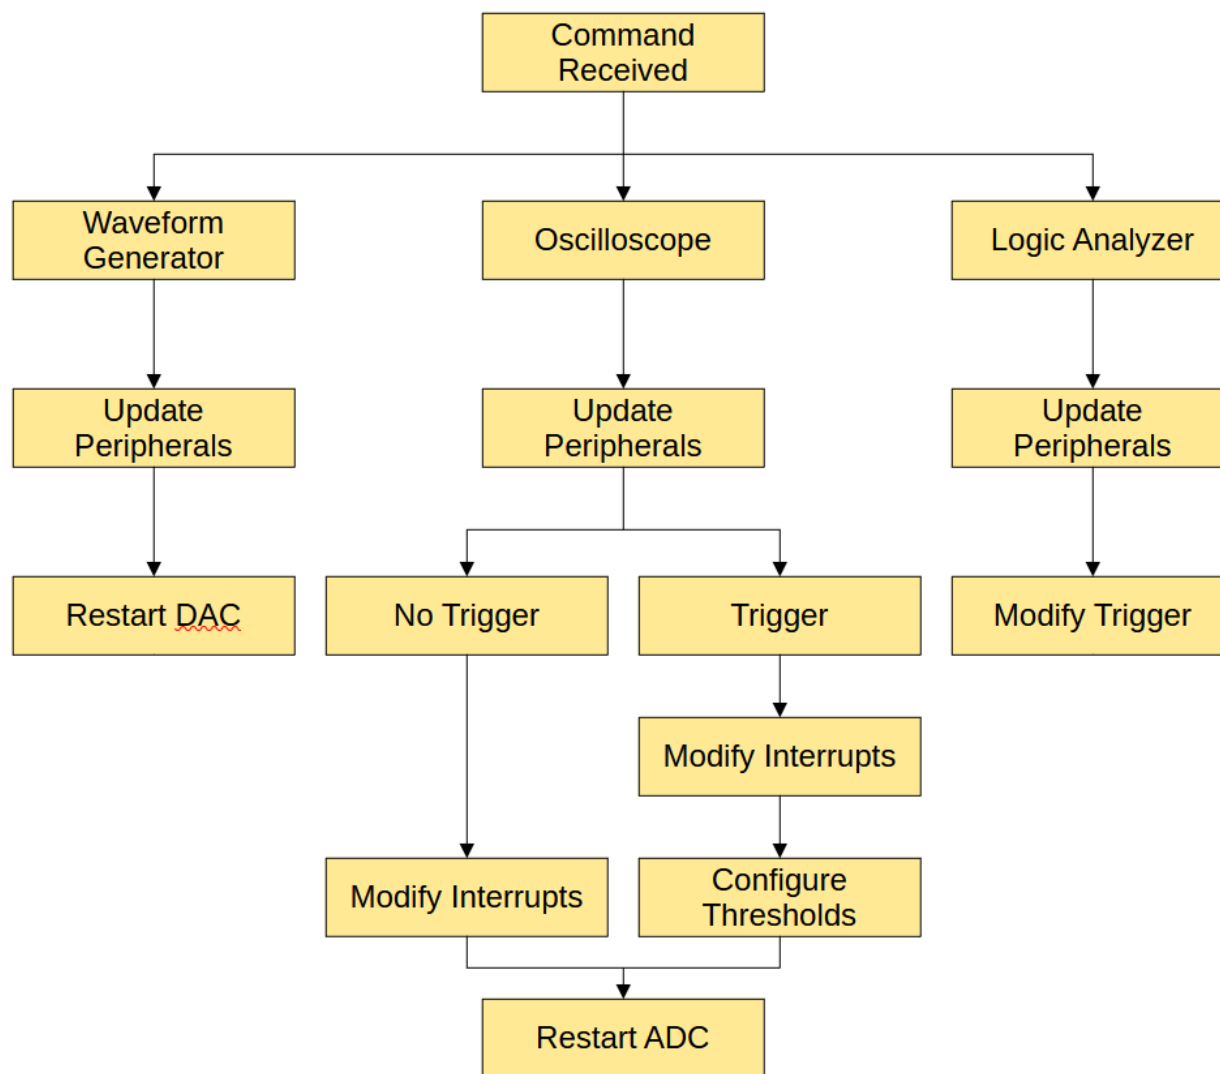 Command
Received
Waveform
Generator
Oscilloscope
Logic Analyzer
Update
Peripherals
Update
Peripherals
Update
Peripherals
Restart DAC
No Trigger
Trigger
Modify Trigger
Modify Interrupts
Modify Interrupts
Configure
Thresholds
Restart ADC